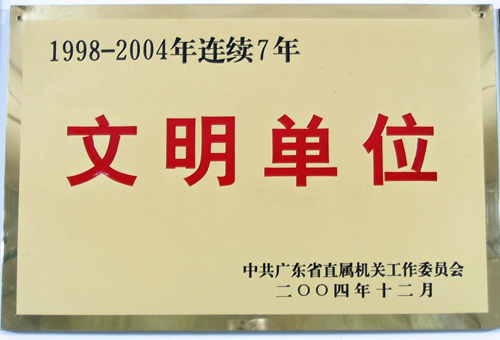 1998-2004年连续7年
文明单位
中共广东省直属机关工作委员会
二〇〇四年十二月